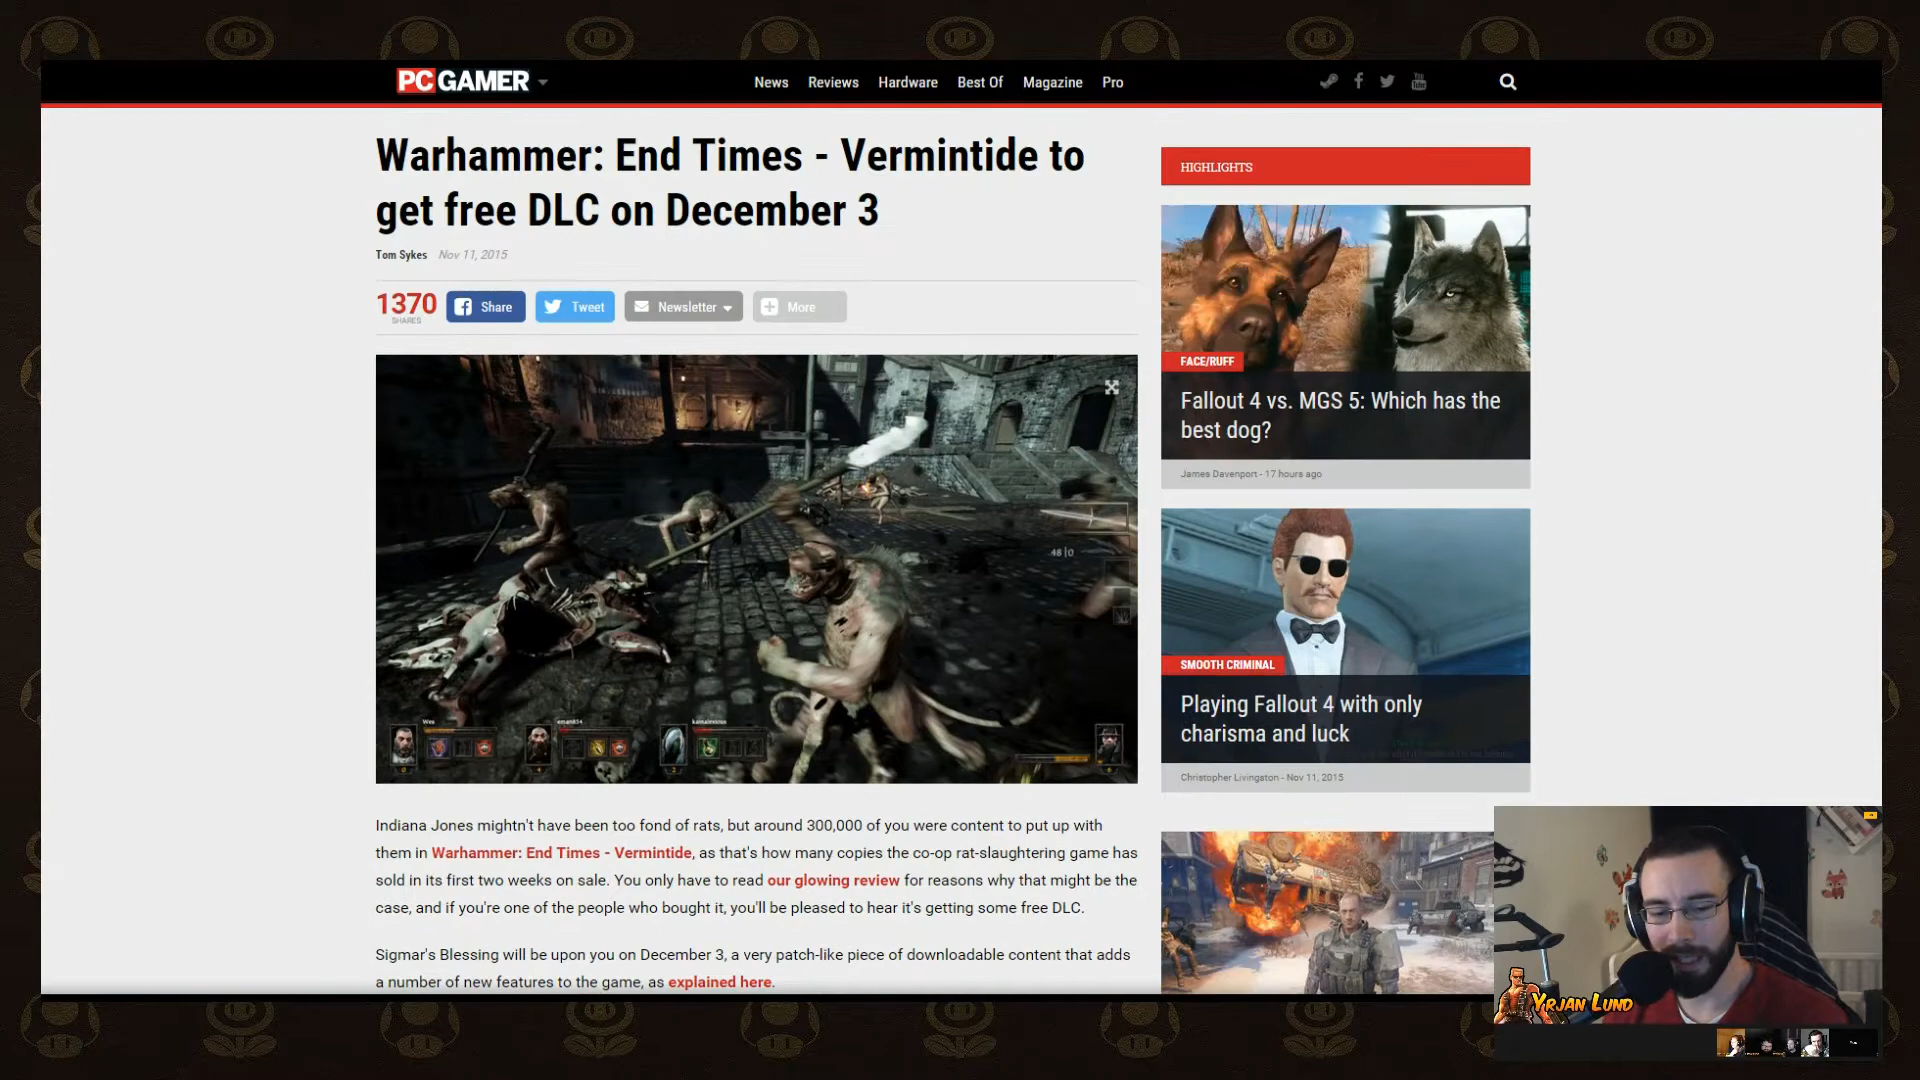 PC GAMER
News Reviews Hardware Best Of Magazine Pro
You Tube
Warhammer: End Times - Vermintide to
get free DLC on December 3
Tom Sykes Nov 11, 2015
1370
SHARES
Share
Tweet
Newsletter
More
48|0
Indiana Jones mightn't have been too fond of rats, but around 300,000 of you were content to put up with
them in Warhammer: End Times - Vermintide, as that's how many copies the co-op rat-slaughtering game has
sold in its first two weeks on sale. You only have to read our glowing review for reasons why that might be the
case, and if you're one of the people who bought it, you'll be pleased to hear it's getting some free DLC.
Sigmar's Blessing will be upon you on December 3, a very patch-like piece of downloadable content that adds
a number of new features to the game, as explained here.
HIGHLIGHTS
FACE/RUFF
Fallout 4 vs. MGS 5: Which has the
best dog?
James Davenport - 17 hours ago
SMOOTH CRIMINAL
Playing Fallout 4 with only
charisma and luck
Christopher Livingston - Nov 11, 2015
YRJAN LUND